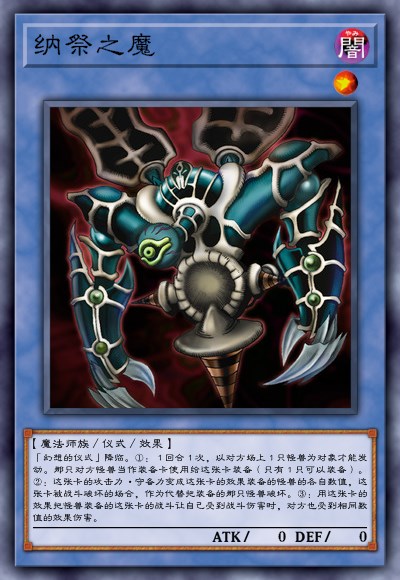 纳祭之魔
やみ
闇
【魔法师族/仪式/效果】
「幻想的仪式」降临。①：1回合1次，以对方场上1只怪兽为对象才能发
动。那只对方怪兽当作装备卡使用给这张卡装备（只有1只可以装备）。
②：这张卡的攻击力·守备力变成这张卡的效果装备的怪兽的各自数值，这
张卡被战斗破坏的场合，作为代替把装备的那只怪兽破坏。③：用这张卡的
效果把怪兽装备的这张卡的战斗让自己受到战斗伤害时，对方也受到相同数
值的效果伤害。
ATK/ 0 DEF/ 0